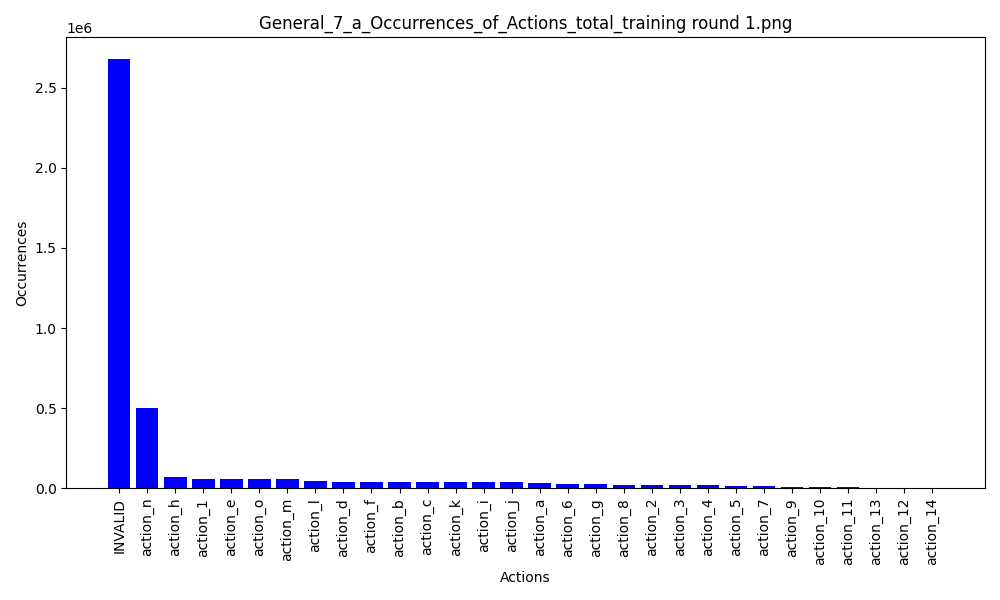 General_7_a_Occurrences_of_Actions_total_training round 1.png
1e6
2.5
2.0
1.5
1.0
0.5
0.0
Occurrences
INVALID
action_n
action_h
action_1
action_e
action_o
action_m
action_l
action_d
action_f
action_b
action_c
action_k
action_i
action_j
action_a
action_6
action_g
action_8
action_2
action_3
action_4
action_5
action_7
action_9
action_10
action_11
action_13
action_12
action_14
Actions